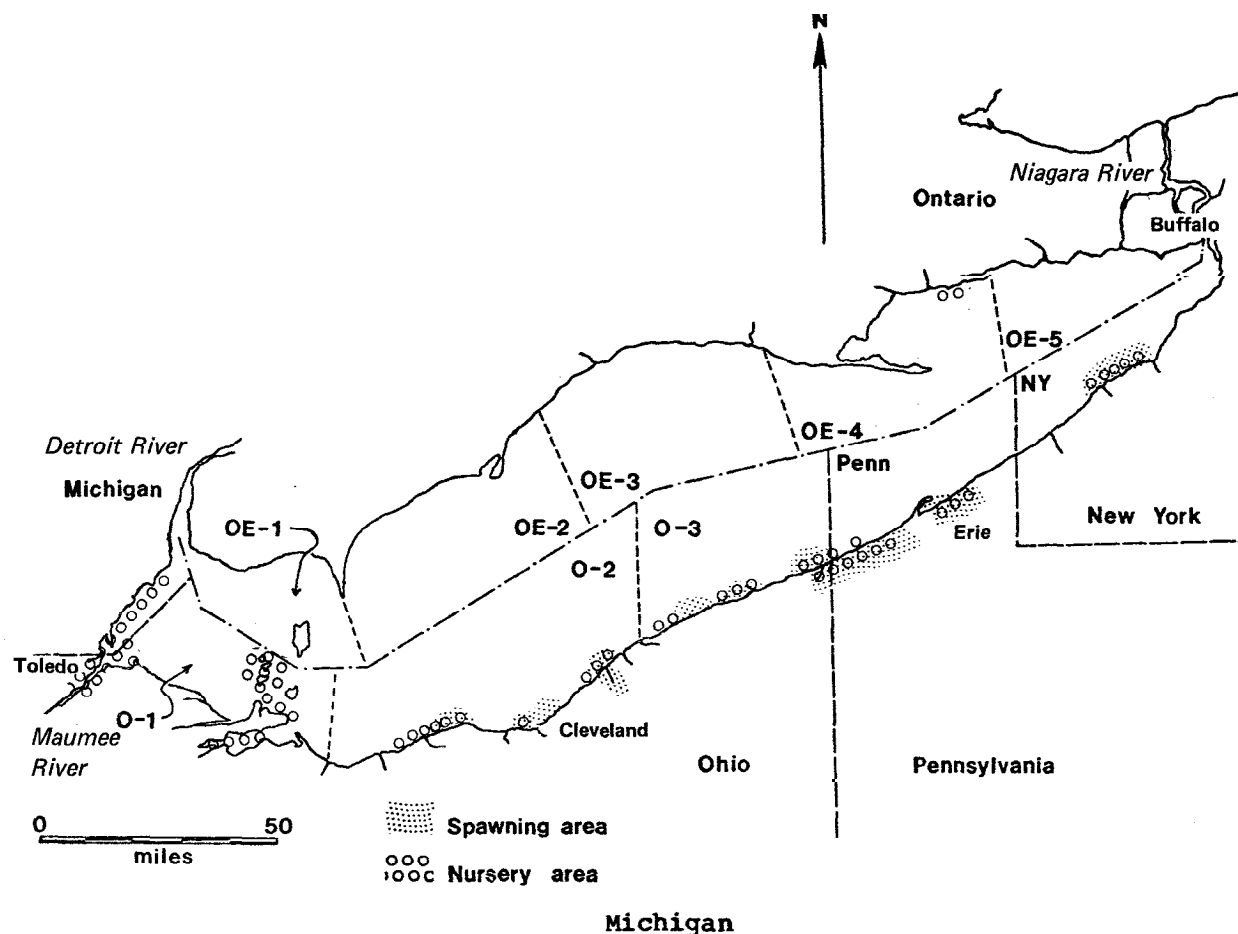 N
Niagara River
Ontario
Buffalo
OE-5
NY
Detroit River
Michigan
OE-4
Penn
OE-3
OE-1
OE-2
O-3
New York
Erie
O-2
Toledo
O-1
Cleveland
Maumee
River
Ohio
Pennsylvania
0 50
miles
Spawning area
Nursery area
Michigan